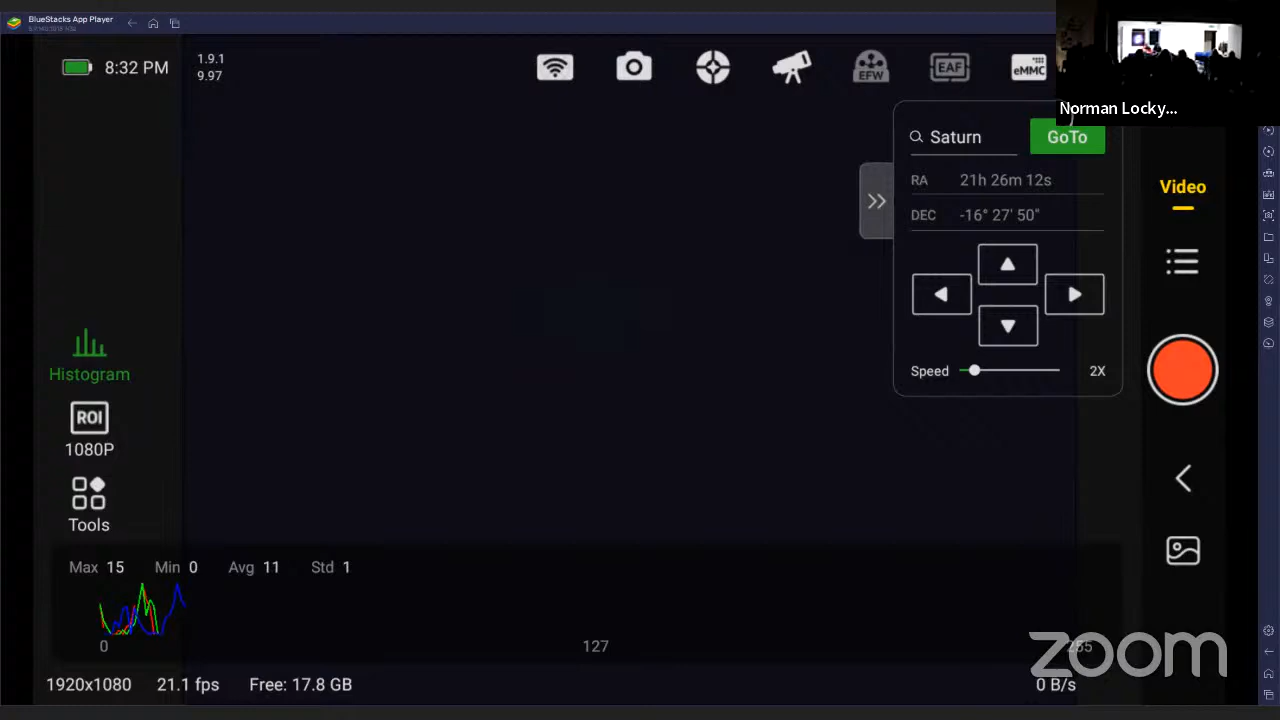 BlueStacks App Player
8:32 PM
1.9.1
9.97
EFW
EAF
eMMC
Norman Locky...
Saturn
GoTo
RA 21h 26m 12s
DEC -16° 27' 50"
Speed 2X
Video
Histogram
ROI
1080P
Tools
Max 15 Min 0 Avg 11 Std 1
0 127 255
1920x1080 21.1 fps Free: 17.8 GB 0 B/s
zoom